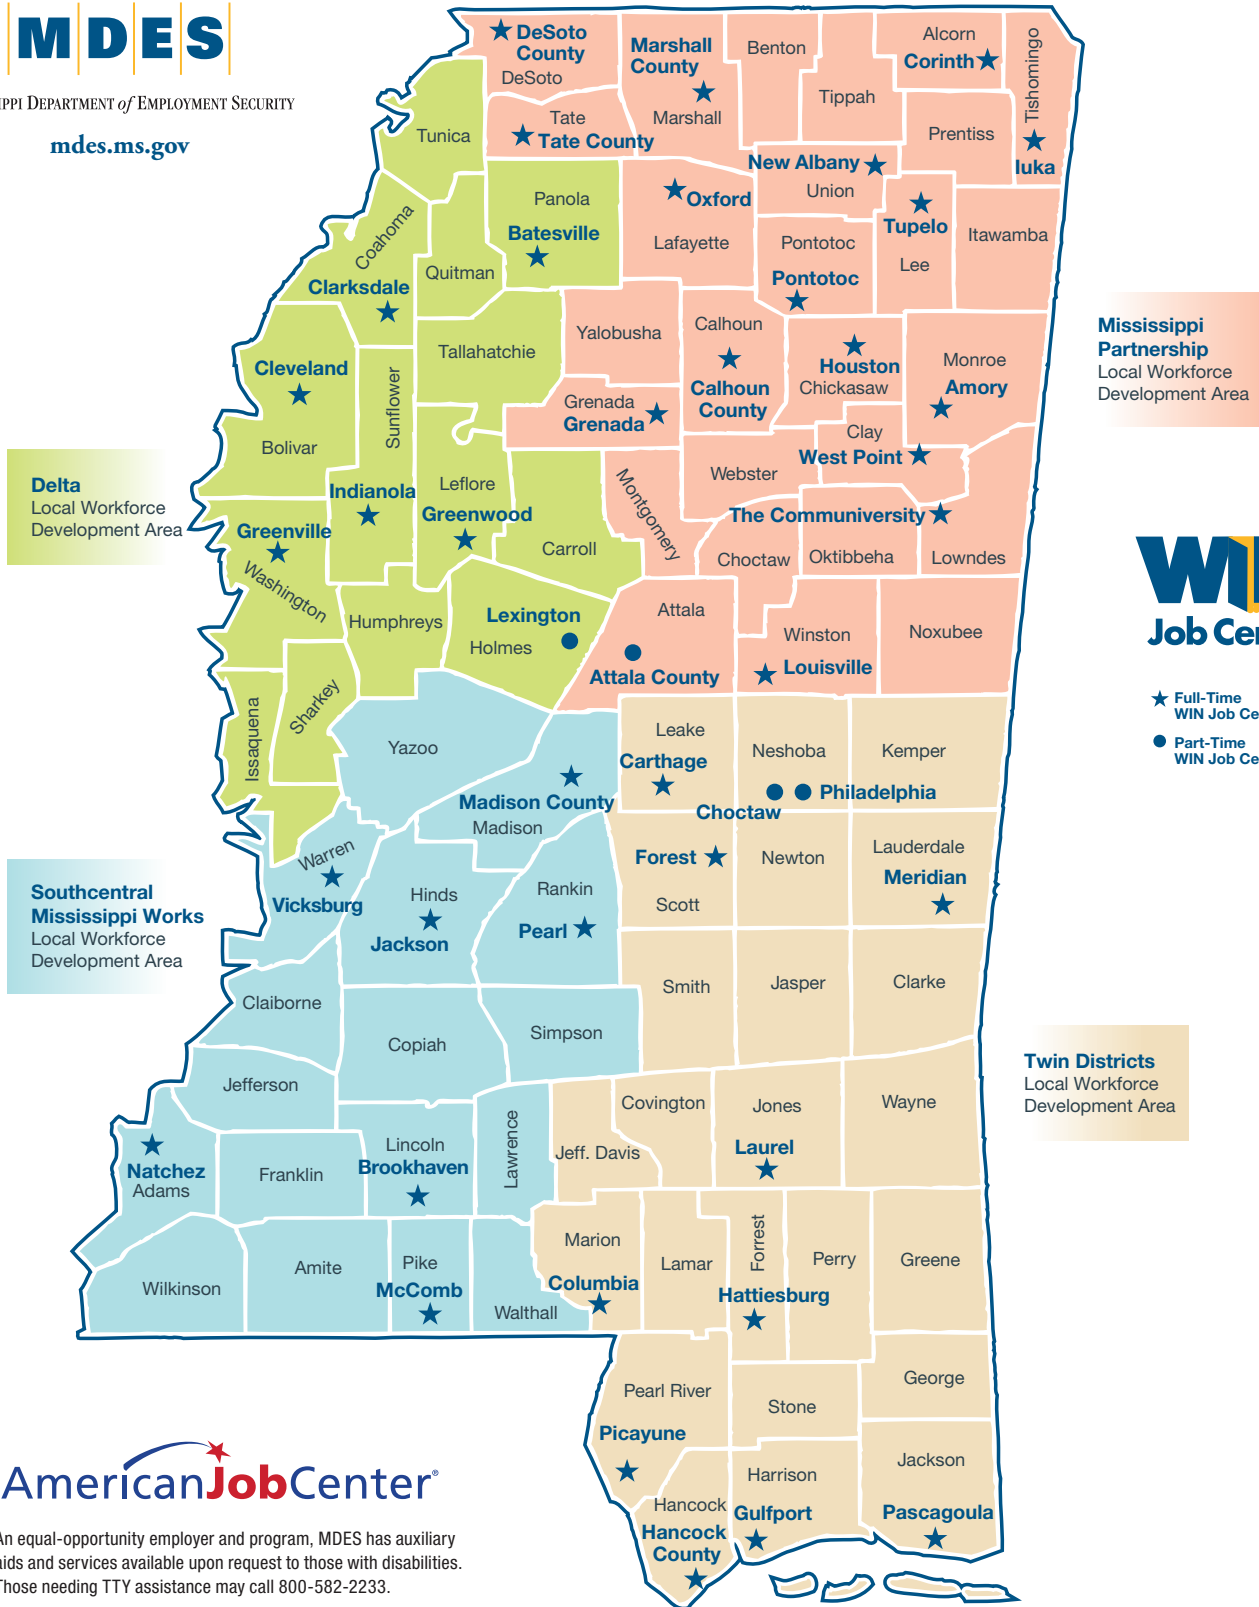 MDES
IPPI DEPARTMENT of EMPLOYMENT SECURITY
mdes.ms.gov
DeSoto
County
DeSoto
Marshall
County
Marshall
Benton
Tippah
Alcorn
Corinth
Tishomingo
Iuka
Prentiss
Tunica
Tate
Tate County
New Albany
Union
Panola
Batesville
Oxford
Lafayette
Pontotoc
Pontotoc
Tupelo
Lee
Itawamba
Coahoma
Clarksdale
Quitman
Tallahatchie
Yalobusha
Calhoun
Calhoun
County
Houston
Chickasaw
Monroe
Amory
Mississippi
Partnership
Local Workforce
Development Area
Cleveland
Bolivar
Sunflower
Indianola
Grenada
Grenada
Clay
West Point
Webster
Leflore
Greenwood
Carroll
Montgomery
The Communiversity
Choctaw
Oktibbeha
Lowndes
Delta
Local Workforce
Development Area
Greenville
Washington
Humphreys
Lexington
Holmes
Attala
Attala County
Winston
Louisville
Noxubee
Job Ce
Full-Time
WIN Job Ce
Part-Time
WIN Job Ce
Issaquena
Sharkey
Yazoo
Madison County
Madison
Leake
Carthage
Neshoba
Choctaw
Philadelphia
Kemper
Warren
Vicksburg
Hinds
Jackson
Rankin
Pearl
Forest
Scott
Newton
Lauderdale
Meridian
Southcentral
Mississippi Works
Local Workforce
Development Area
Claiborne
Copiah
Simpson
Smith
Jasper
Clarke
Jefferson
Twin Districts
Local Workforce
Development Area
Natchez
Adams
Franklin
Lincoln
Brookhaven
Lawrence
Jeff. Davis
Covington
Jones
Laurel
Wayne
Wilkinson
Amite
Pike
McComb
Walthall
Marion
Columbia
Lamar
Forrest
Hattiesburg
Perry
Greene
Pearl River
Picayune
Stone
George
Hancock
Hancock
County
Harrison
Gulfport
Jackson
Pascagoula
AmericanJobCenter®
An equal-opportunity employer and program, MDES has auxiliary
aids and services available upon request to those with disabilities.
Those needing TTY assistance may call 800-582-2233.